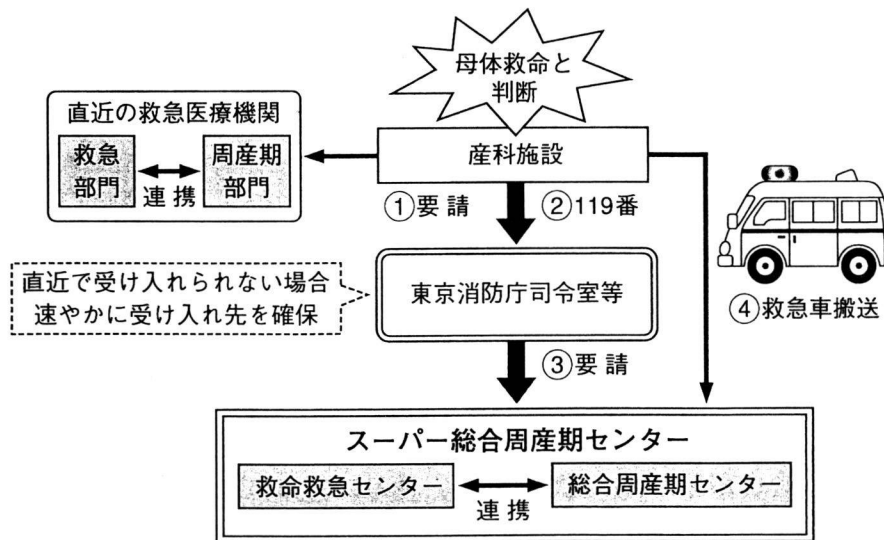 母体救命と
判断
直近の救急医療機関
救急
部門
連 携
周産期
部門
産科施設
①要 請
②119番
直近で受け入れられない場合
速やかに受け入れ先を確保
東京消防庁司令室等
④救急車搬送
③要 請
スーパー総合周産期センター
救命救急センター
連 携
総合周産期センター